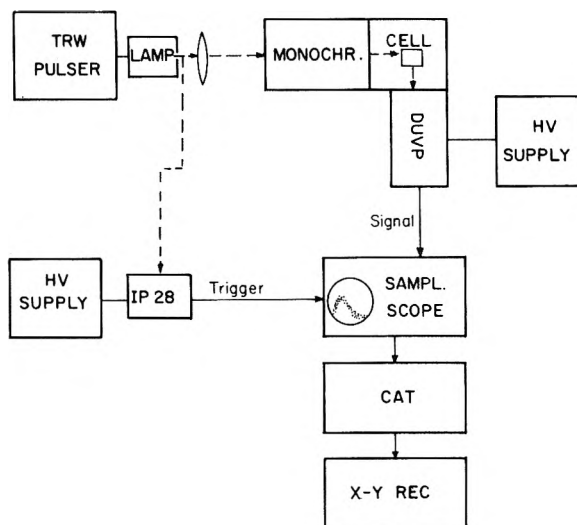 TRW
PULSER
LAMP
MONOCHR.
CELL
DUVP
HV
SUPPLY
Signal
HV
SUPPLY
IP 28
Trigger
SAMPL.
SCOPE
CAT
X-Y REC